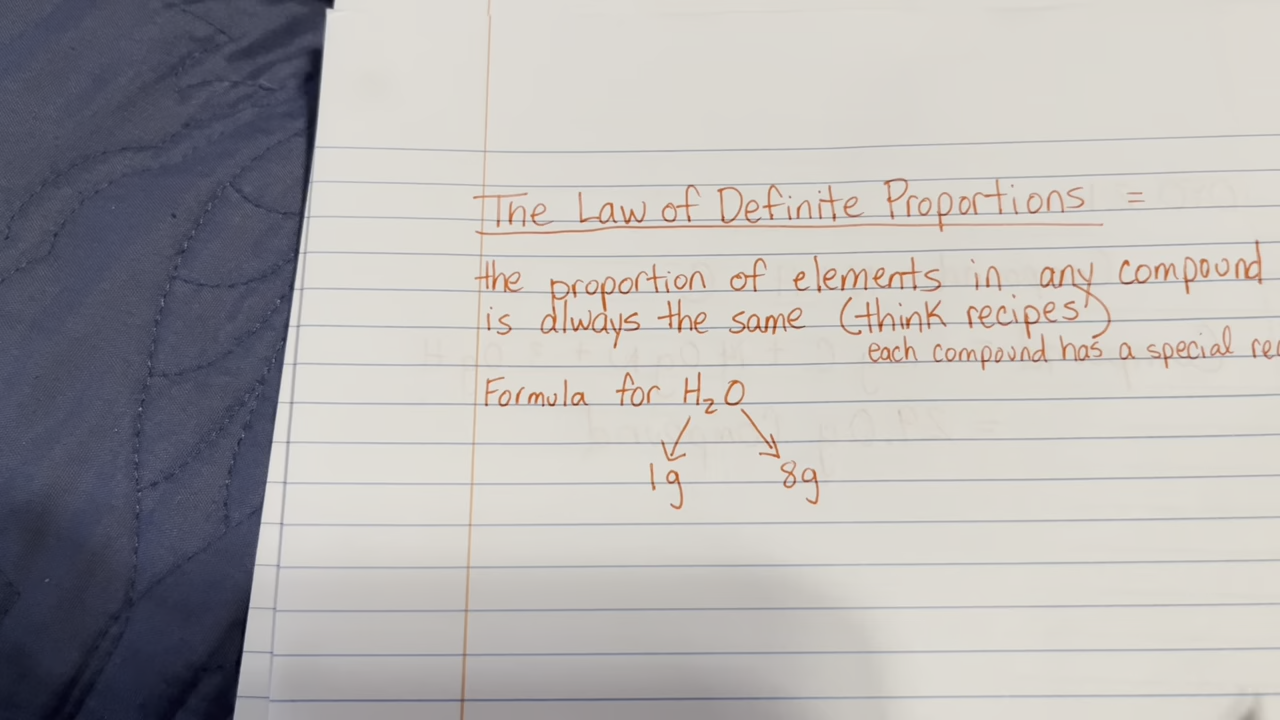 The Law of Definite Proportions =
the proportion of elements in any compound
is always the same (think recipes)
each compound has a special
Formula for H₂O
1g 8g